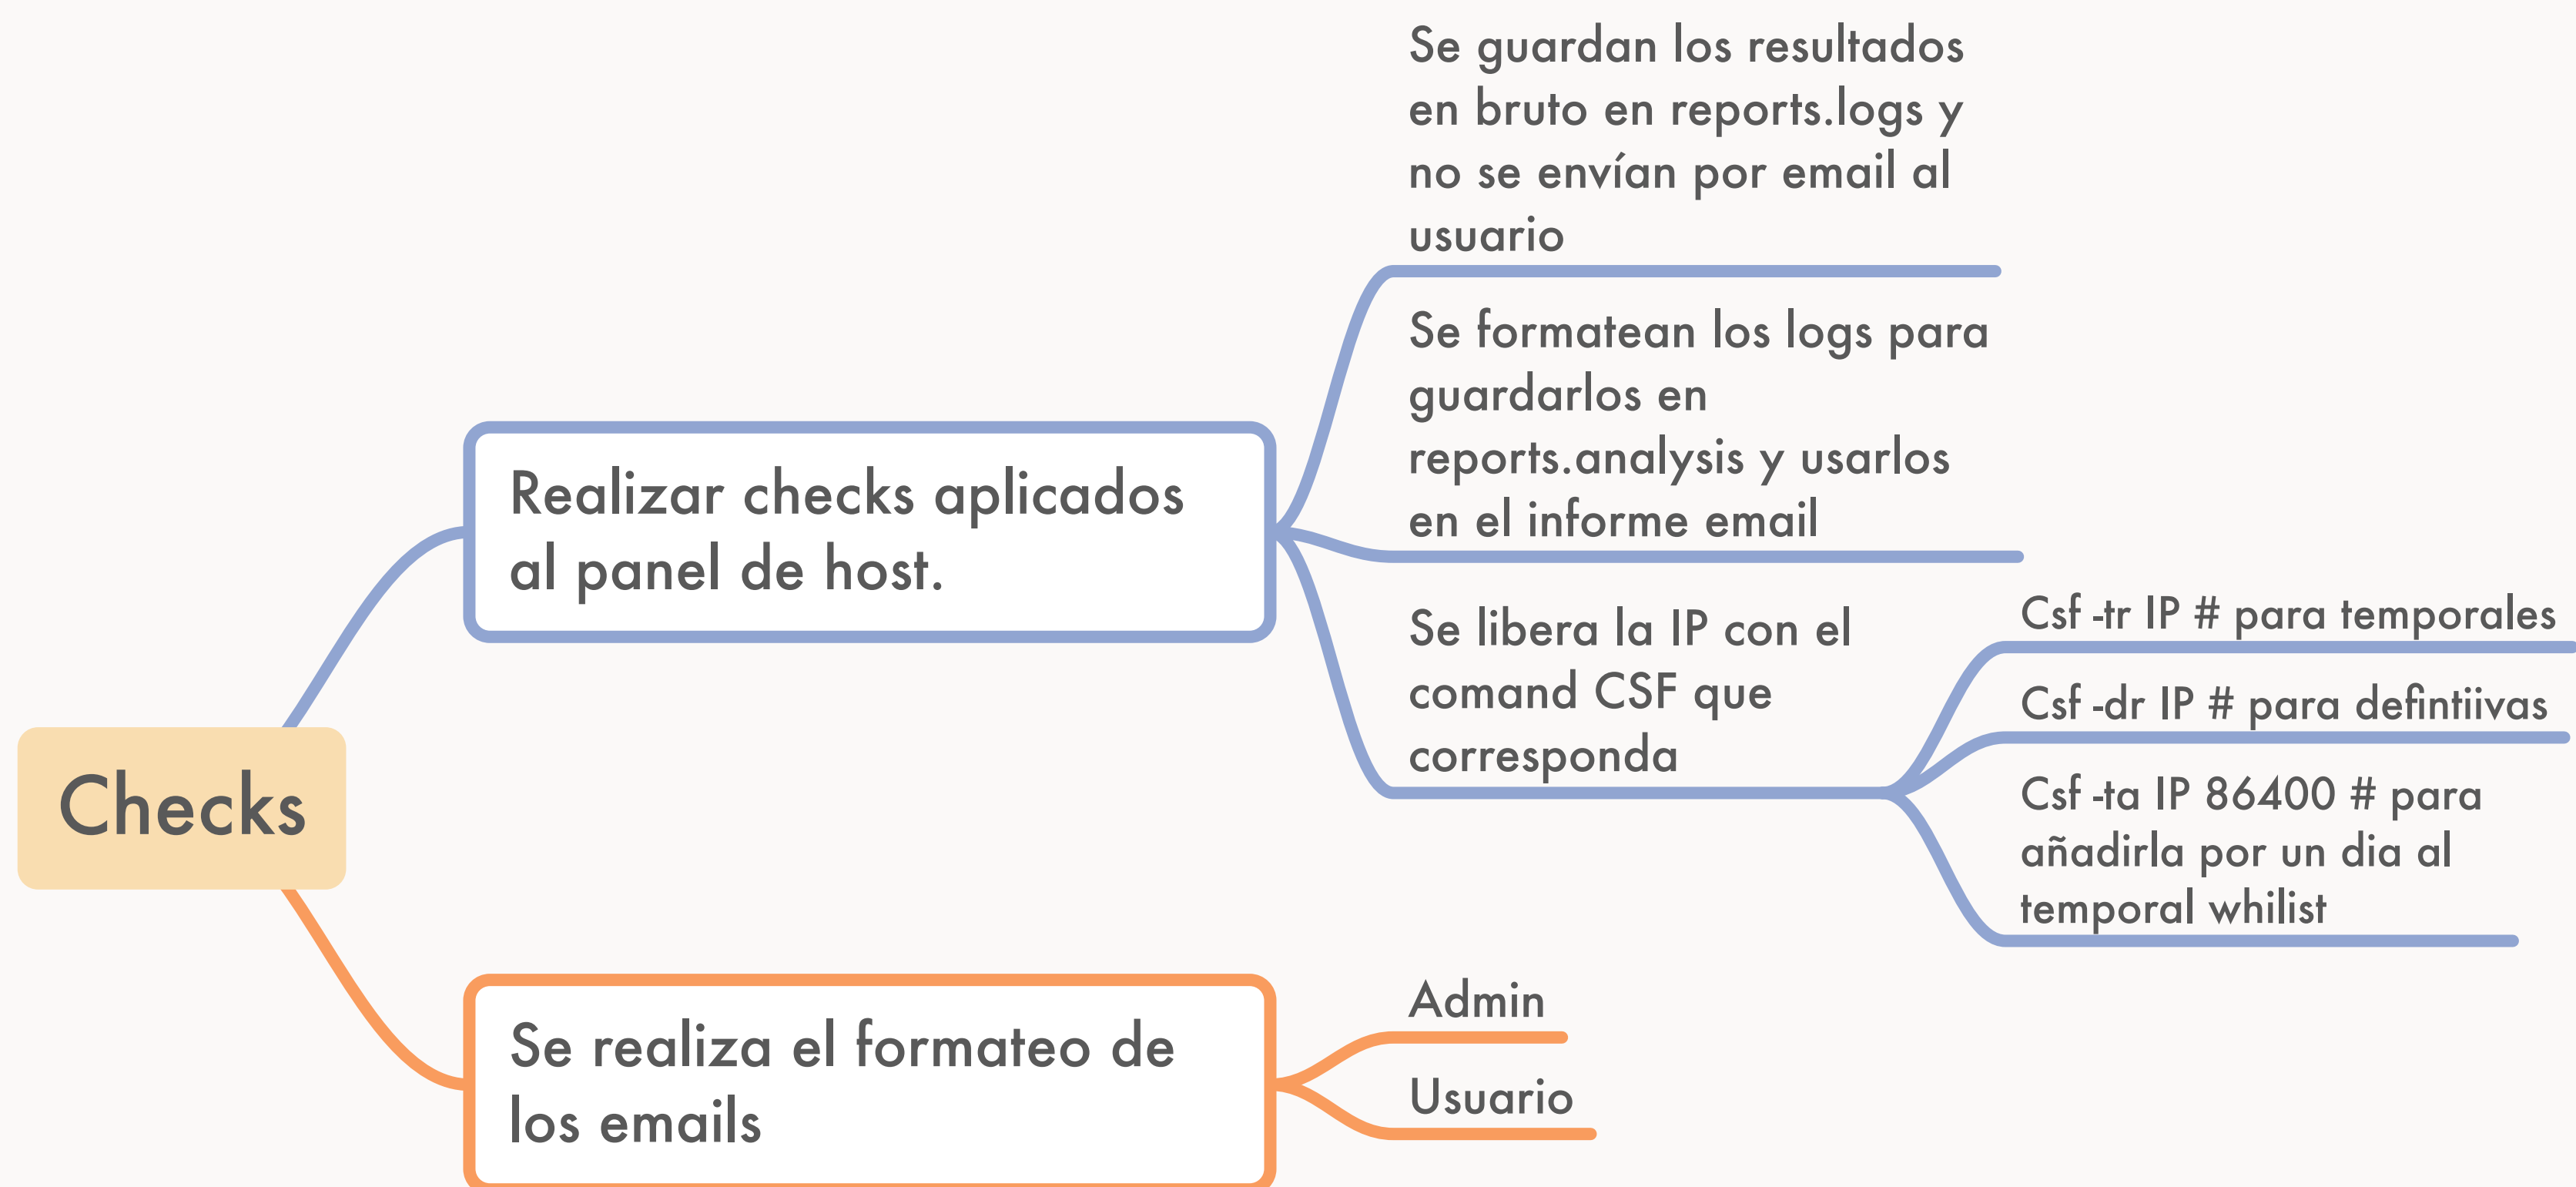 Checks
Realizar checks aplicados
al panel de host.
Se guardan los resultados
en bruto en reports.logs y
no se envían por email al
usuario
Se formatean los logs para
guardarlos en
reports.analysis y usarlos
en el informe email
Se libera la IP con el
comand CSF que
corresponda
Csf -tr IP # para temporales
Csf -dr IP # para defintiivas
Csf -ta IP 86400 # para
añadirla por un dia al
temporal whilist
Se realiza el formateo de
los emails
Admin
Usuario